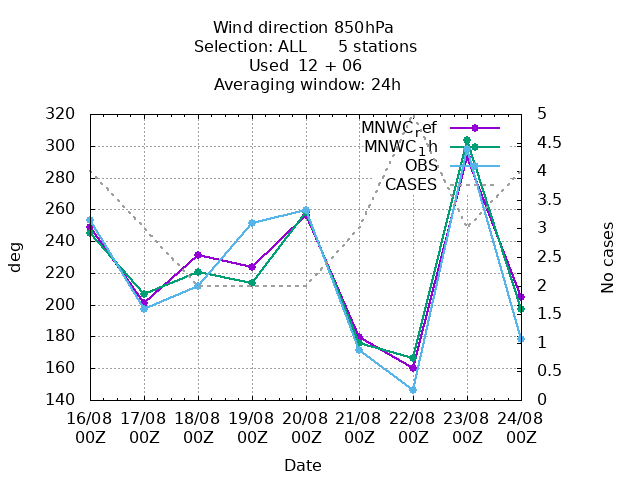 Wind direction 850hPa
Selection: ALL 5 stations
Used 12 + 06
Averaging window: 24h
320
300
280
260
240
220
200
180
160
140
deg
5
4.5
4
3.5
3
2.5
2
1.5
1
0.5
0
No cases
MNWC_ref
MNWC_1h
OBS
CASES
16/08 17/08 18/08 19/08 20/08 21/08 22/08 23/08 24/08
00Z 00Z 00Z 00Z 00Z 00Z 00Z 00Z 00Z
Date